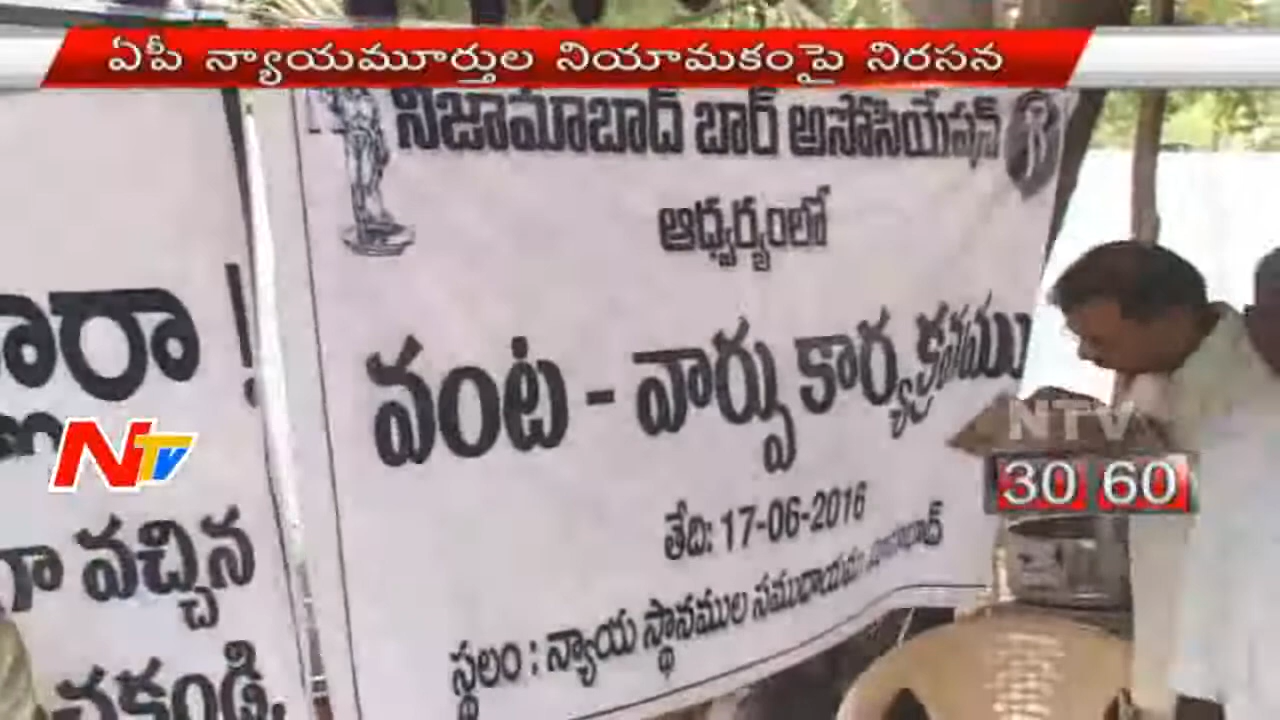 ఏపీ న్యాయమూర్తుల నియామకంపై నిరసన
నిజామాబాద్ బార్ అసోసియేషన్
ఆధ్వర్యంలో
వంట - వార్పు కార్యక్రమము
తేది: 17-06-2016
స్థలం : న్యాయ స్థానముల సముదాయము
!
వచ్చిన
NTV
NTV
30 60